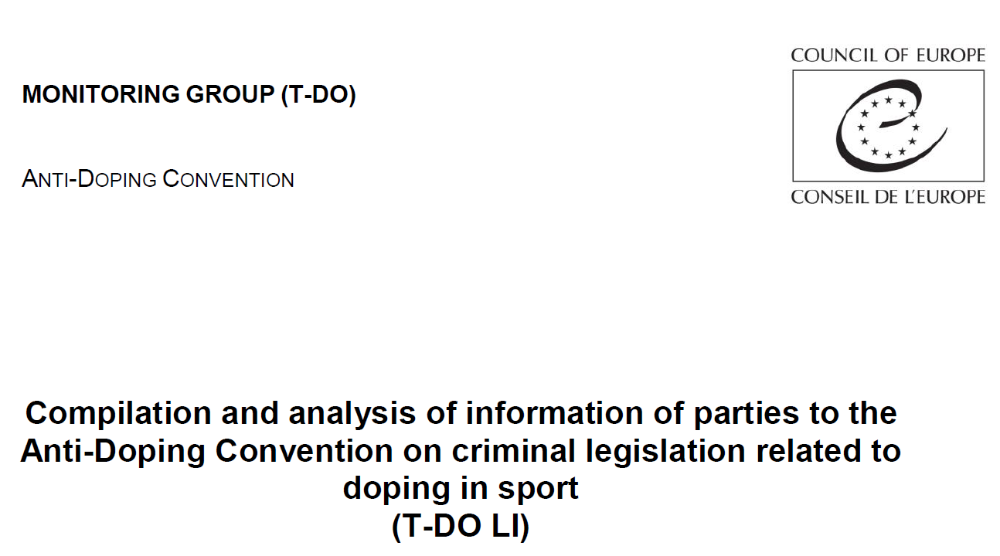 COUNCIL OF EUROPE
MONITORING GROUP (T-DO)
ANTI-DOPING CONVENTION
CONSEIL DE L'EUROPE
Compilation and analysis of information of parties to the
Anti-Doping Convention on criminal legislation related to
doping in sport
(T-DO LI)